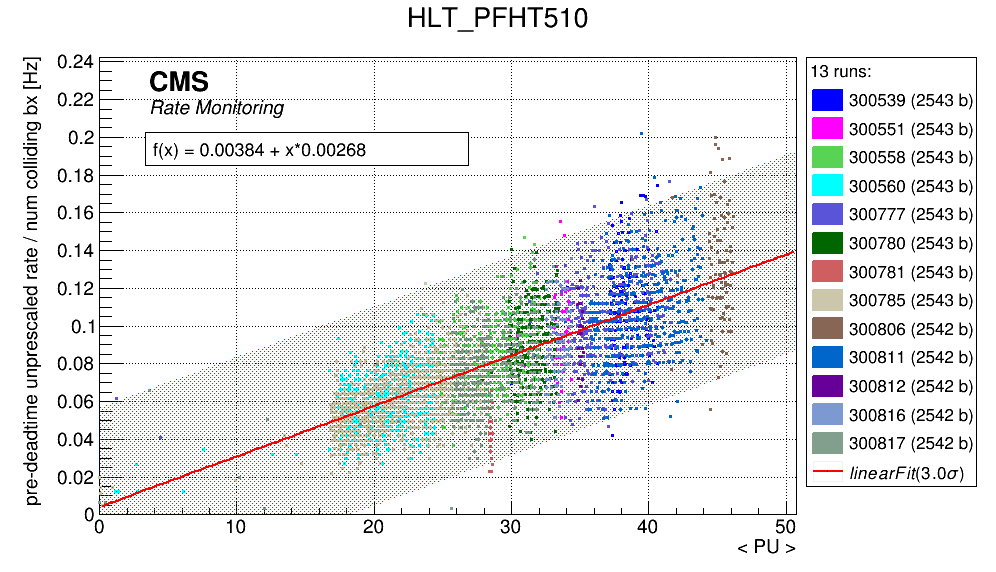 HLT_PFHT510
pre-deadtime unprescaled rate / num colliding bx [Hz]
0.24
0.22
0.2
0.18
0.16
0.14
0.12
0.1
0.08
0.06
0.04
0.02
0
CMS
Rate Monitoring
f(x) = 0.00384 + x*0.00268
0 10 20 30 40 50
< PU >
13 runs:
300539 (2543 b)
300551 (2543 b)
300558 (2543 b)
300560 (2543 b)
300777 (2543 b)
300780 (2543 b)
300781 (2543 b)
300785 (2543 b)
300806 (2542 b)
300811 (2542 b)
300812 (2542 b)
300816 (2542 b)
300817 (2542 b)
linearFit(3.0σ)